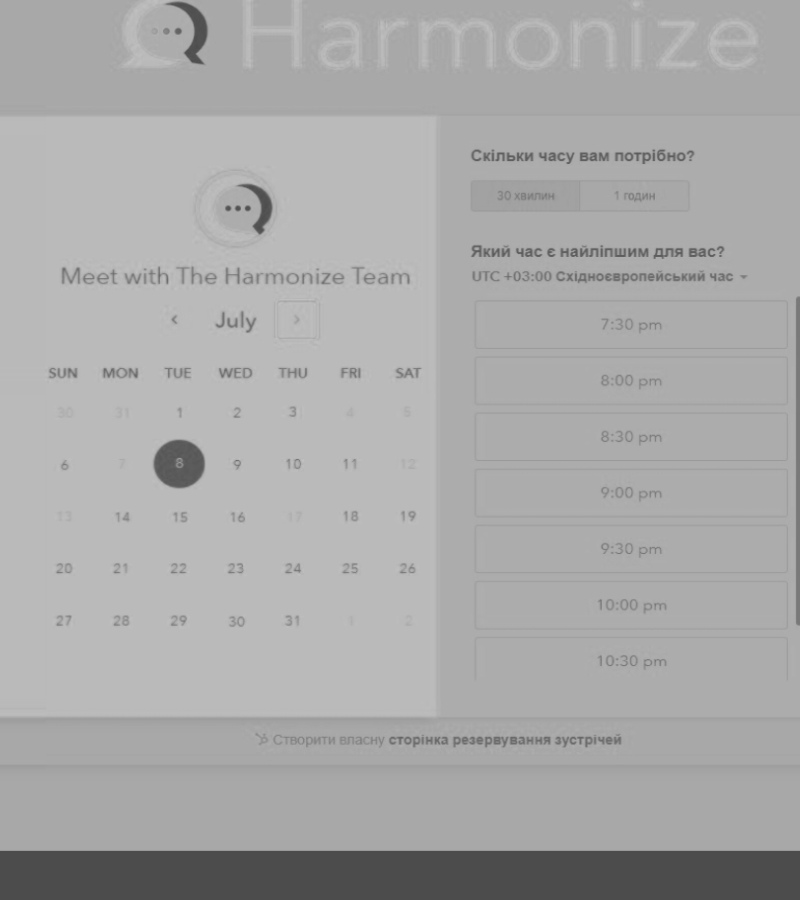 Harmonize
Meet with The Harmonize Team
July
SUN MON TUE WED THU FRI SAT
30 31 1 2 3 4 5
6 7 8 9 10 11 12
13 14 15 16 17 18 19
20 21 22 23 24 25 26
27 28 29 30 31 1 2
Скільки часу вам потрібно?
30 хвилин 1 годин
Який час є найліпшим для вас?
UTC +03:00 Східноєвропейський час
7:30 pm
8:00 pm
8:30 pm
9:00 pm
9:30 pm
10:00 pm
10:30 pm
Створити власну сторінка резервування зустрічей